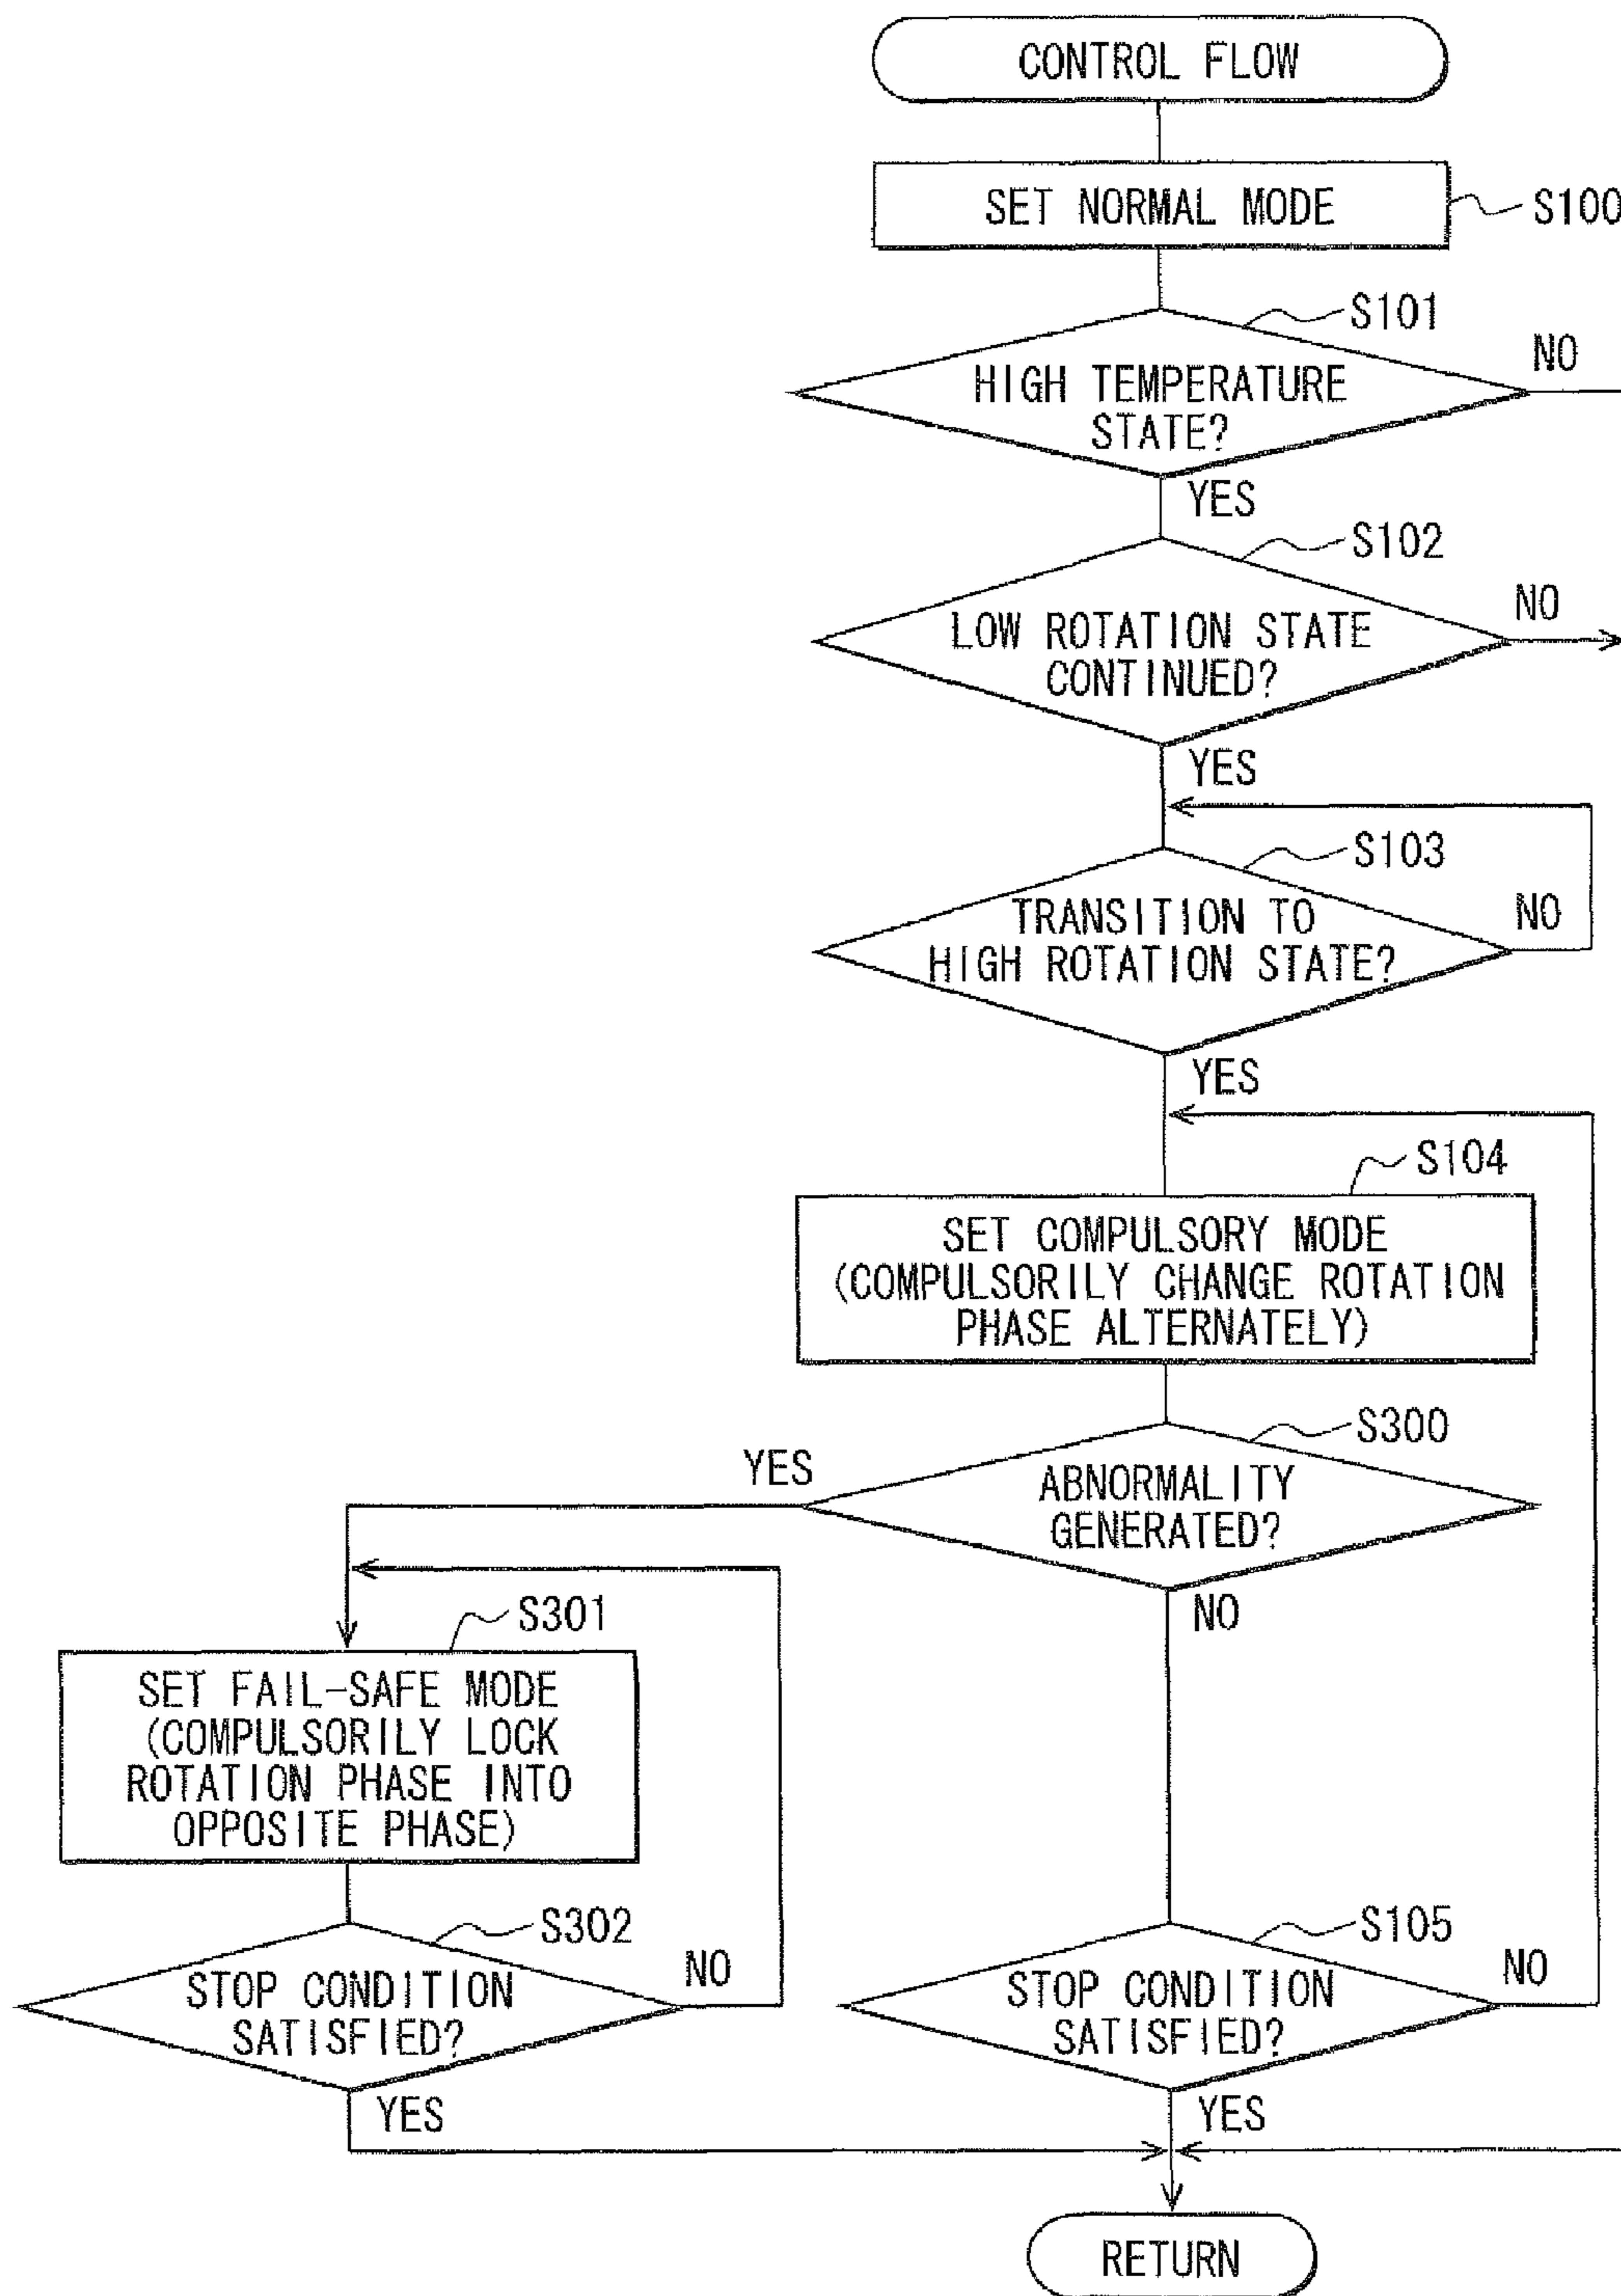 CONTROL FLOW
SET NORMAL MODE
S100
S101
HIGH TEMPERATURE
STATE?
NO
YES
S102
LOW ROTATION STATE
CONTINUED?
NO
YES
S103
TRANSITION TO
HIGH ROTATION STATE?
NO
YES
S104
SET COMPULSORY MODE
(COMPULSORILY CHANGE ROTATION
PHASE ALTERNATELY)
S300
ABNORMALITY
GENERATED?
YES
NO
S301
SET FAIL-SAFE MODE
(COMPULSORILY LOCK
ROTATION PHASE INTO
OPPOSITE PHASE)
S302
STOP CONDITION
SATISFIED?
NO
YES
S105
STOP CONDITION
SATISFIED?
NO
YES
RETURN